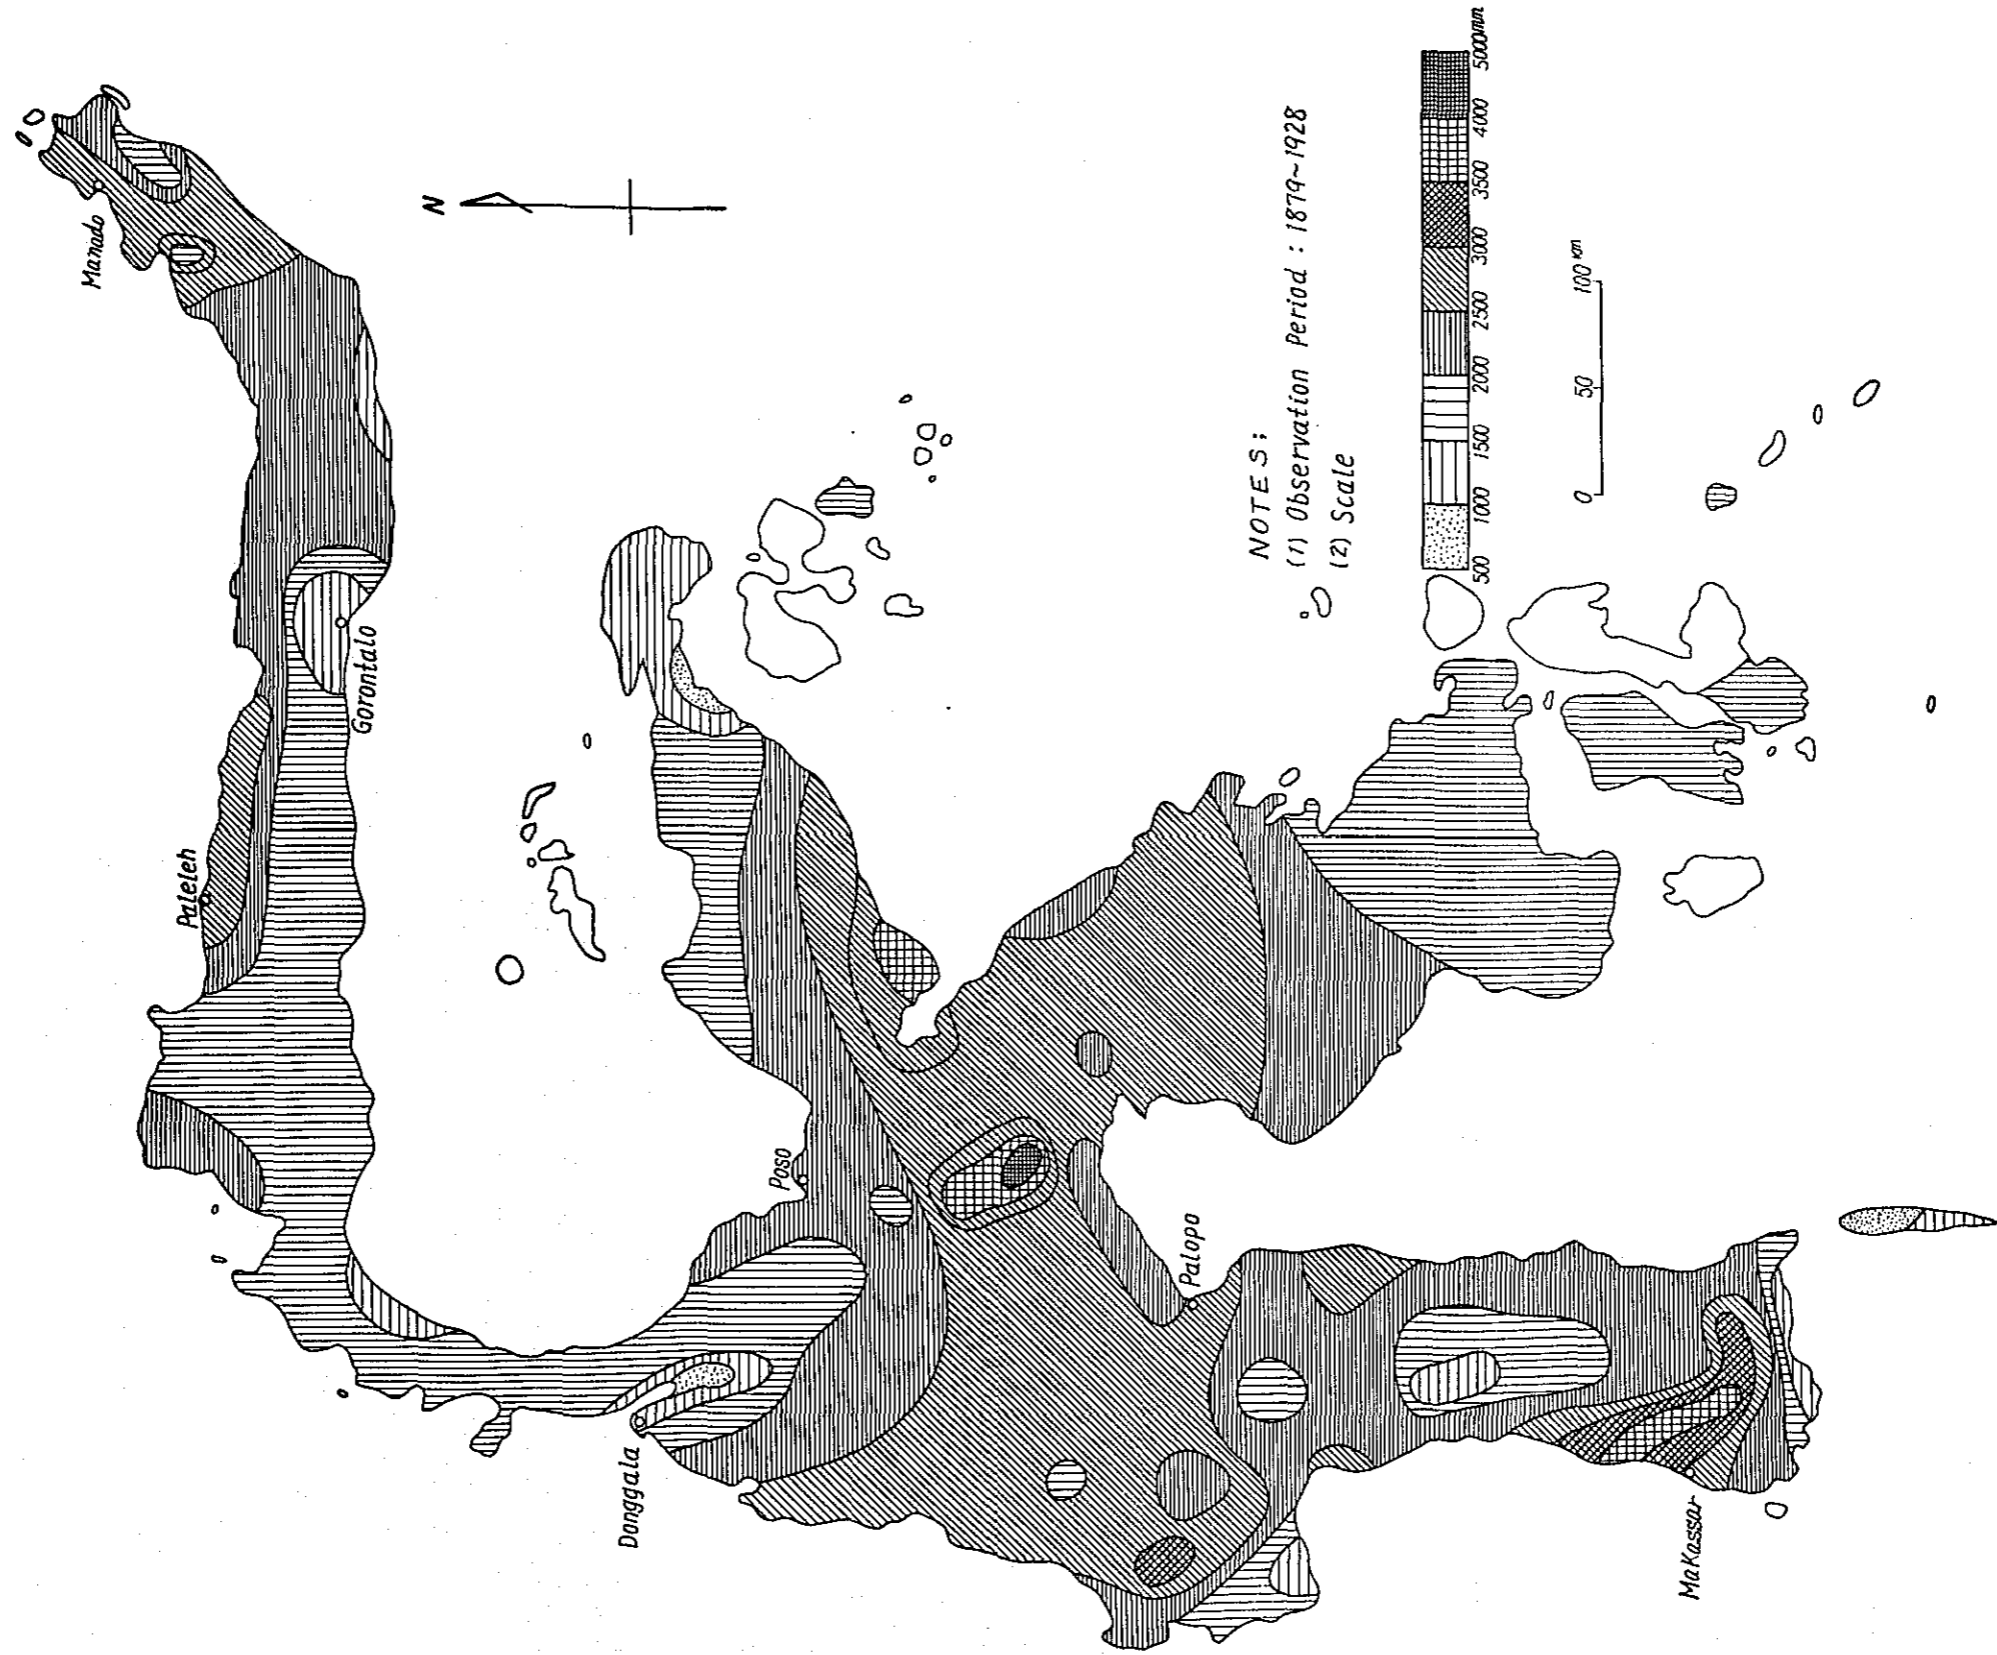 Manado
N
Paleleh
Gorontalo
Poso
Donggala
Palopo
MaKassar
NOTES:
(1) Observation Period : 1879~1928
(2) Scale
500 1000 1500 2000 2500 3000 3500 4000 5000mm
0 50 100 km